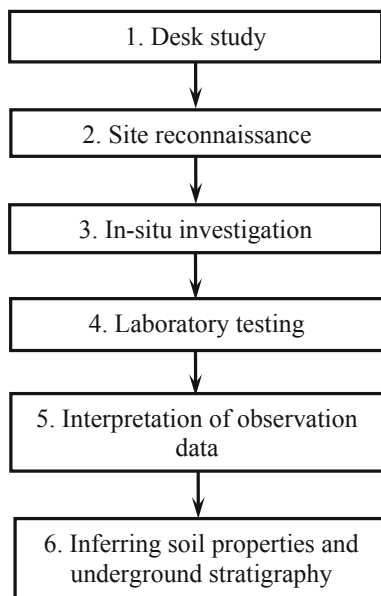 1. Desk study
2. Site reconnaissance
3. In-situ investigation
4. Laboratory testing
5. Interpretation of observation
data
6. Inferring soil properties and
underground stratigraphy